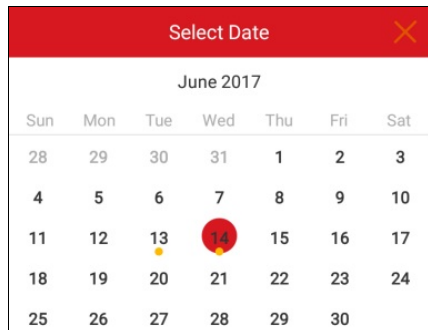 Select Date
June 2017
Sun Mon Tue Wed Thu Fri Sat
28 29 30 31 1 2 3
4 5 6 7 8 9 10
11 12 13 14 15 16 17
18 19 20 21 22 23 24
25 26 27 28 29 30